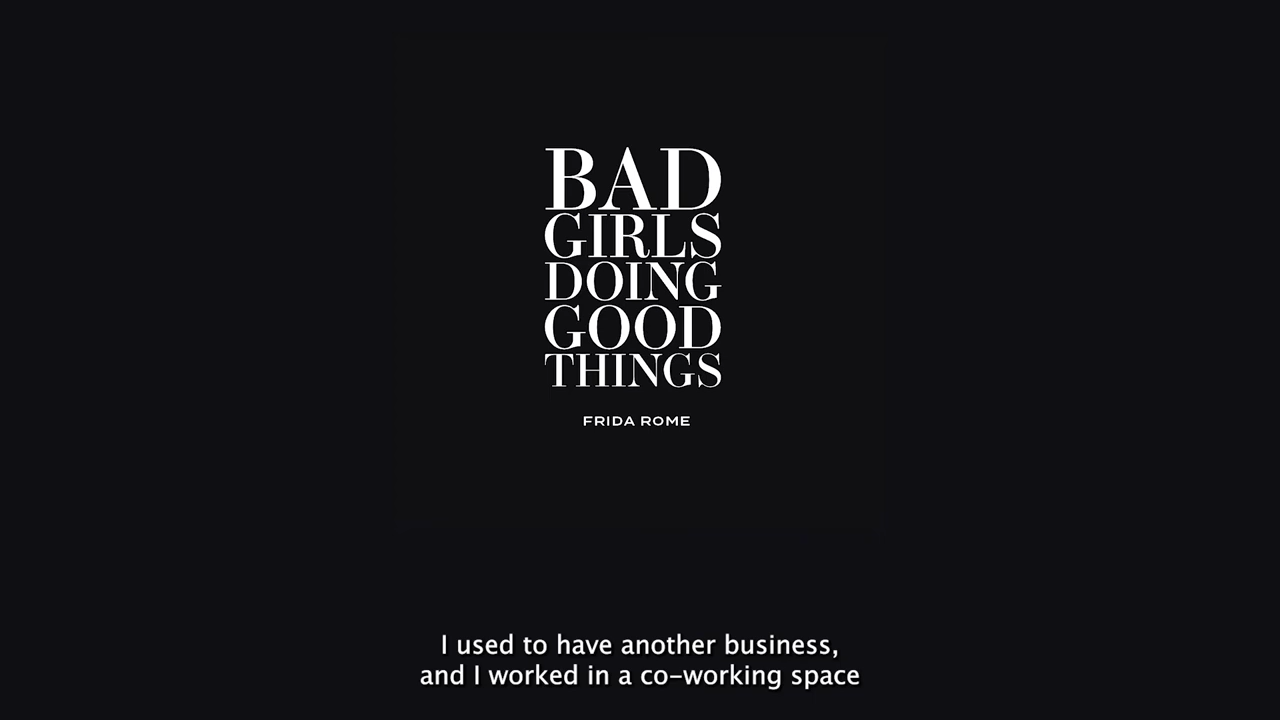 BAD
GIRLS
DOING
GOOD
THINGS
FRIDA ROME
I used to have another business,
and I worked in a co-working space